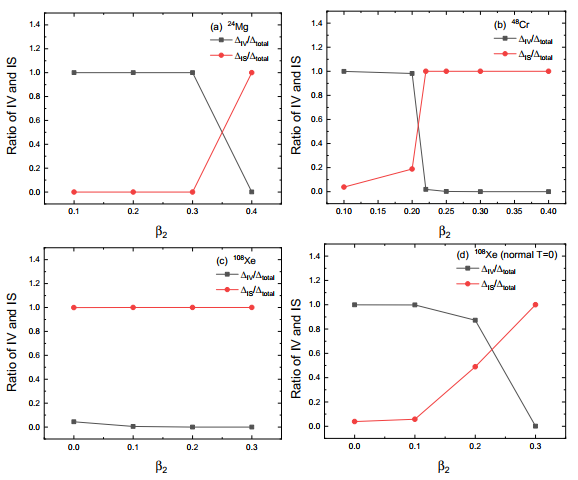 (a) ²⁴Mg
Δ_IV/Δ_total
Δ_IS/Δ_total
Ratio of IV and IS
1.4
1.2
1.0
0.8
0.6
0.4
0.2
0.0
0.1 0.2 0.3 0.4
β₂
(b) ⁴⁸Cr
Δ_IV/Δ_total
Δ_IS/Δ_total
Ratio of IV and IS
1.4
1.2
1.0
0.8
0.6
0.4
0.2
0.0
0.10 0.15 0.20 0.25 0.30 0.35 0.40
β₂
(c) ¹⁰⁸Xe
Δ_IV/Δ_total
Δ_IS/Δ_total
Ratio of IV and IS
1.4
1.2
1.0
0.8
0.6
0.4
0.2
0.0
0.0 0.1 0.2 0.3
β₂
(d) ¹⁰⁸Xe (normal T=0)
Δ_IV/Δ_total
Δ_IS/Δ_total
Ratio of IV and IS
1.4
1.2
1.0
0.8
0.6
0.4
0.2
0.0
0.0 0.1 0.2 0.3
β₂